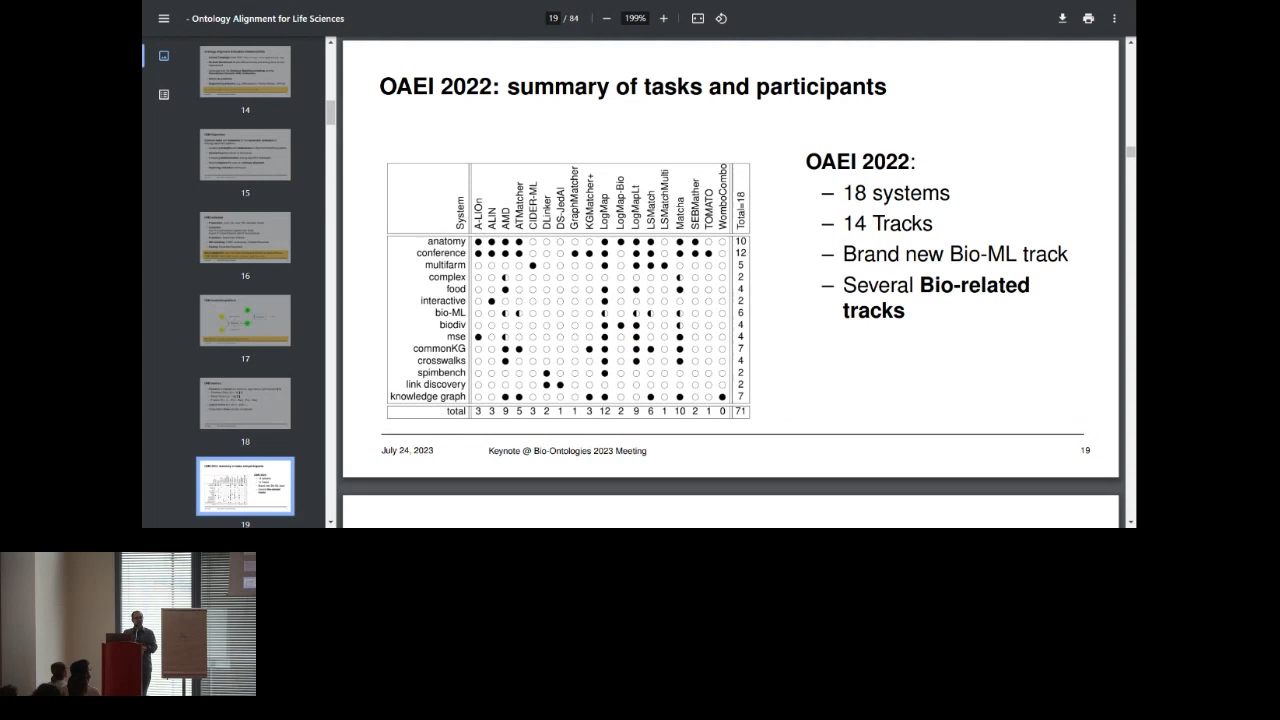 - Ontology Alignment for Life Sciences
19 / 84
199%
14
15
16
17
18
19
OAEI 2022: summary of tasks and participants
System
ALIN
ATMatcher
CIDER-ML
DLinker
GraphMatcher
KGMatcher+
LogMap
LogMap-Bio
LogMapLt
LSMatch
LSMatchMulti
Matcha
SEBMatcher
TOMATO
WomboCombo
Total=18
anatomy 10
conference 12
multifarm 5
complex 2
food 4
interactive 2
bio-ML 6
biodiv 4
mse 4
commonKG 7
crosswalks 4
spimbench 2
link discovery 2
knowledge graph 7
total 3 3 9 5 3 2 1 1 3 12 2 9 6 1 10 2 1 0 71
OAEI 2022:
– 18 systems
– 14 Tracks
– Brand new Bio-ML track
– Several Bio-related
tracks
July 24, 2023 Keynote @ Bio-Ontologies 2023 Meeting 19